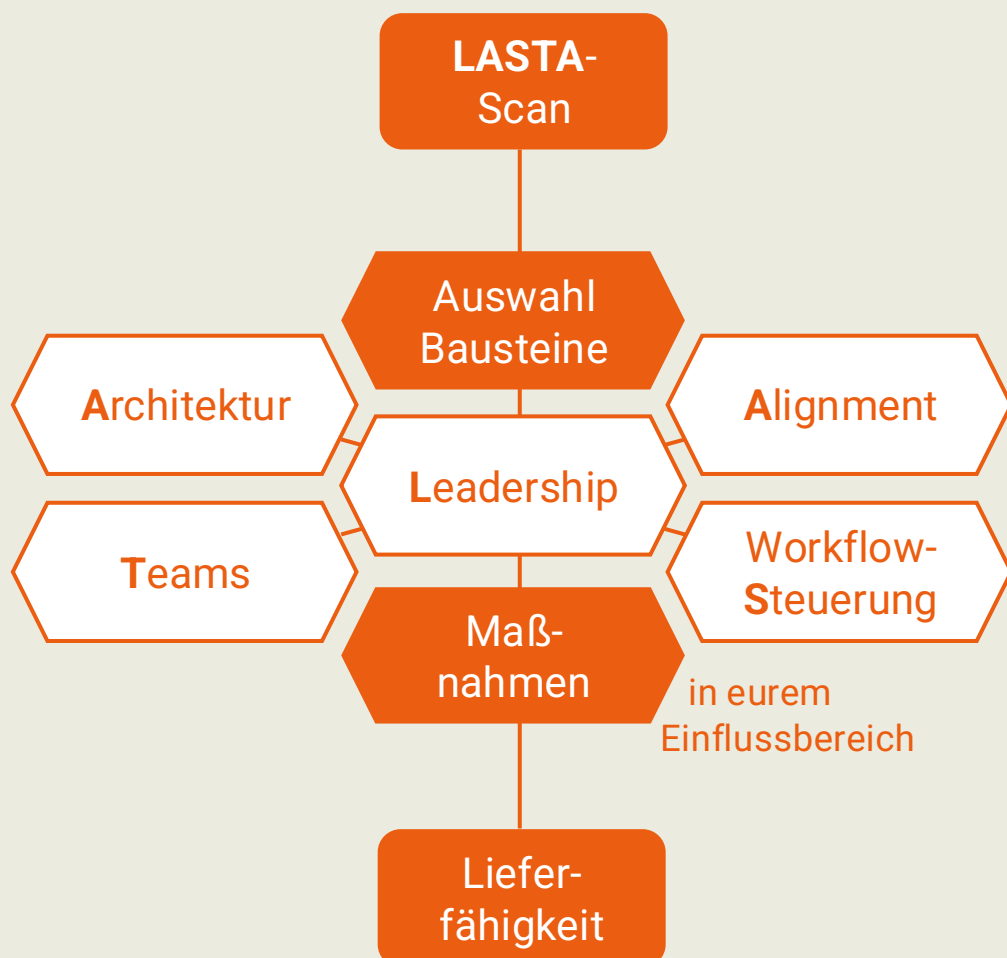 LASTA-
Scan
Auswahl
Bausteine
Architektur
Alignment
Leadership
Teams
Workflow-
Steuerung
Maß-
nahmen
in eurem
Einflussbereich
Liefer-
fähigkeit